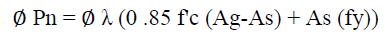 Ø Pn = Ø λ (0 .85 f'c (Ag-As) + As (fy))